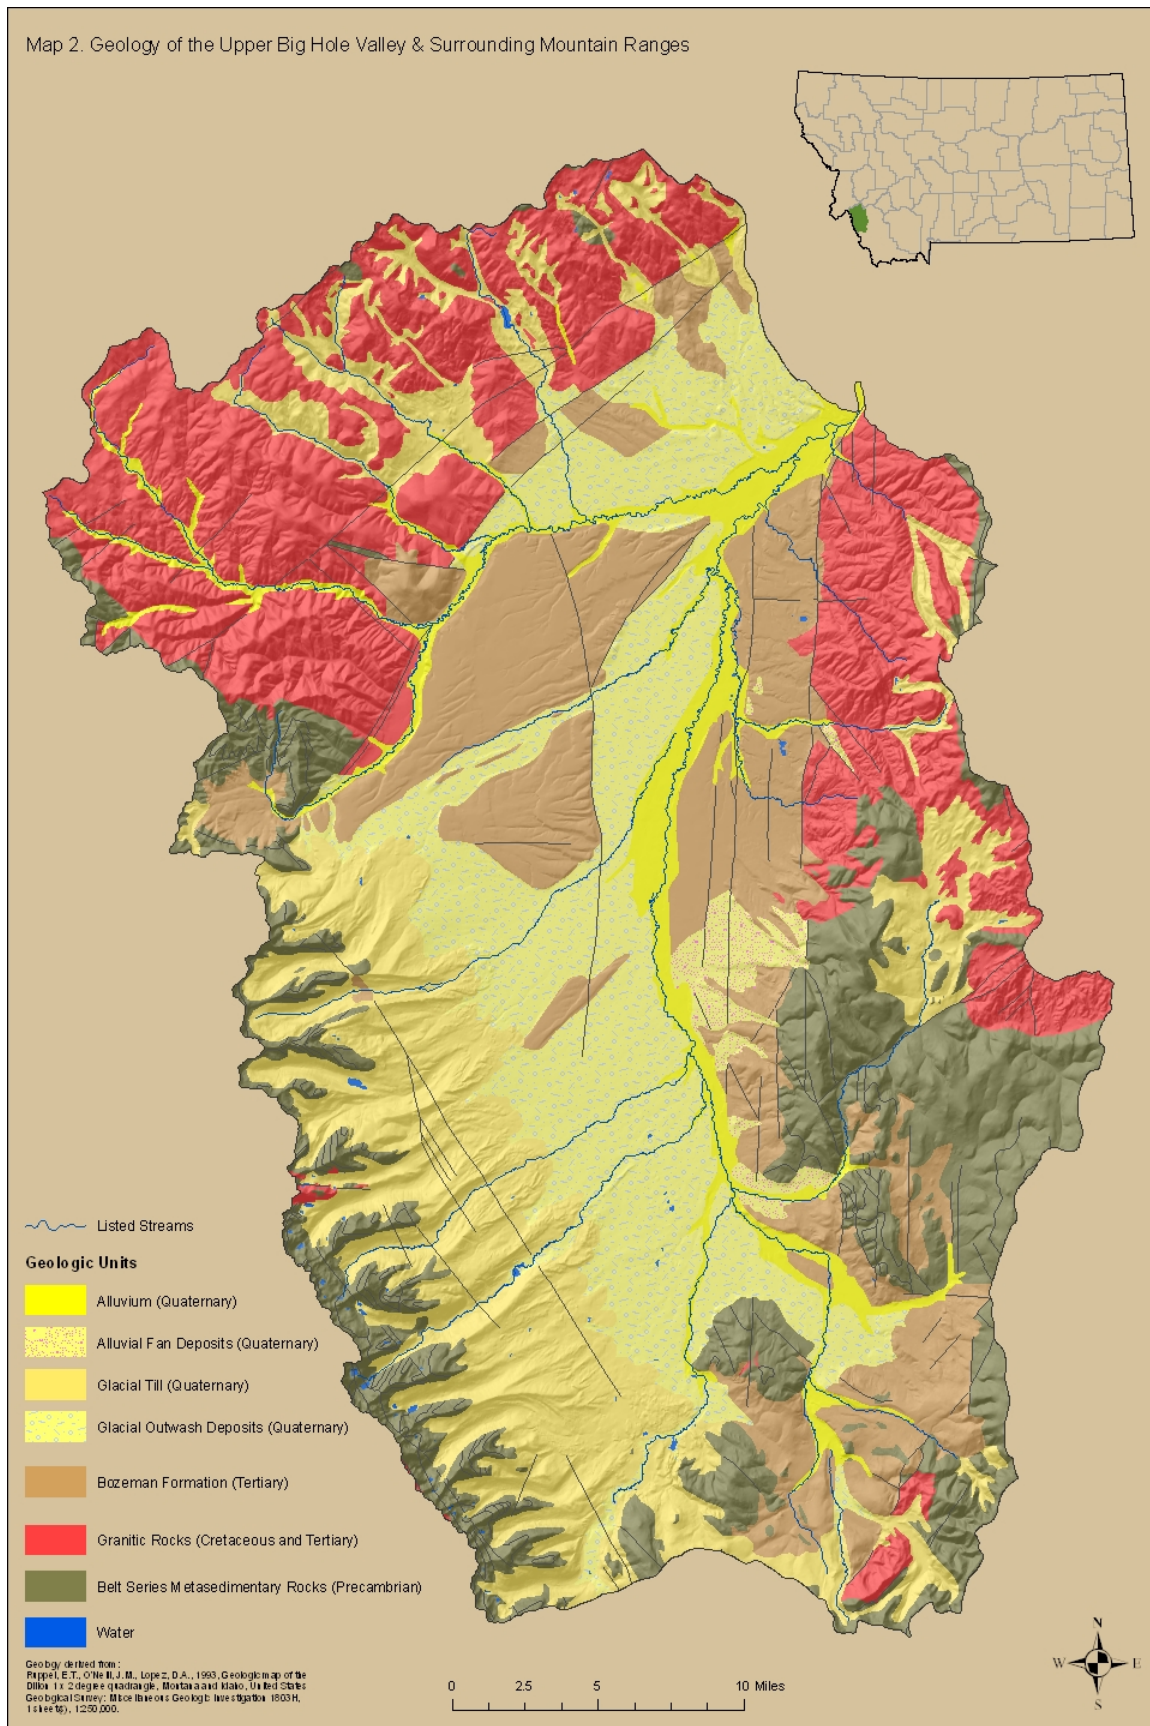 Map 2. Geology of the Upper Big Hole Valley & Surrounding Mountain Ranges
Listed Streams
Geologic Units
Alluvium (Quaternary)
Alluvial Fan Deposits (Quaternary)
Glacial Till (Quaternary)
Glacial Outwash Deposits (Quaternary)
Bozeman Formation (Tertiary)
Granitic Rocks (Cretaceous and Tertiary)
Belt Series Metasedimentary Rocks (Precambrian)
Water
Geology derived from:
Ruppel, E.T., O'Neill, J.M., Lopez, D.A., 1993, Geologic map of the
Dillon 1 x 2 degree quadrangle, Montana and Idaho, United States
Geological Survey: Miscellaneous Geologic Investigation 1803H,
1 sheet(s), 1:250,000.
0 2.5 5 10 Miles
N
W E
S